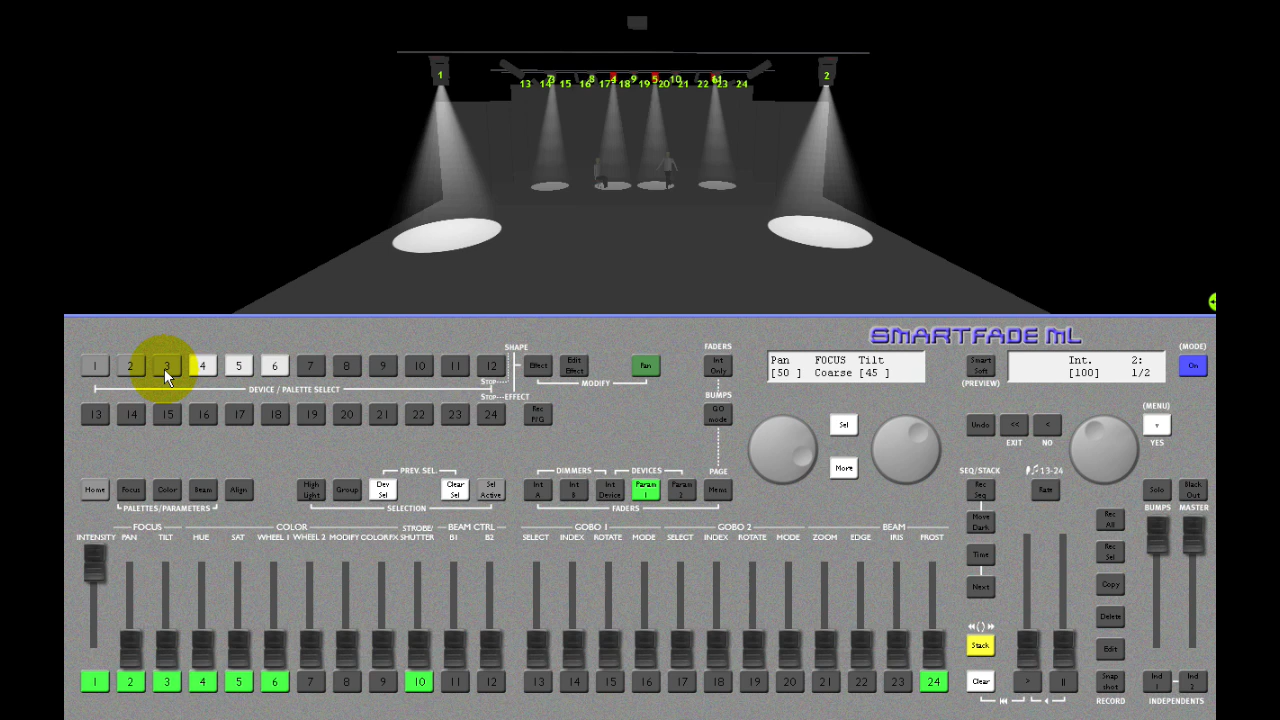 1
2
13 14 3 15 16 8 17 4 18 9 19 5 20 10 21 22 23 24
SMARTFADE ML
SHAPE
FADERS
(MODE)
1 2 3 4 5 6 7 8 9 10 11 12
Effect
Edit Effect
Pan
Int Only
Pan FOCUS Tilt
[50 ] Coarse [45 ]
Smart Soft
(PREVIEW)
Int. 2:
[100] 1/2
On
STOP
DEVICE / PALETTE SELECT
MODIFY
STOP---EFFECT
BUMPS
13 14 15 16 17 18 19 20 21 22 23 24
Rec P/G
GO mode
(MENU)
Sel
Undo << < ▼
EXIT NO YES
More
PREV. SEL.
DIMMERS DEVICES
PAGE
SEQ/STACK
13-24
Home Focus Color Beam Align
High Light
Group
Dev Sel
Clear Sel
Sel Active
Int A
Int B
Int Device
Param 1
Param 2
Mems
Rec Seq
Rate
Solo
Black Out
PALETTES/PARAMETERS
SELECTION
FADERS
BUMPS MASTER
FOCUS COLOR STROBE/ BEAM CTRL GOBO 1 GOBO 2 BEAM
INTENSITY PAN TILT HUE SAT WHEEL 1 WHEEL 2 MODIFY COLORFX SHUTTER B1 B2 SELECT INDEX ROTATE MODE SELECT INDEX ROTATE MODE ZOOM EDGE IRIS FROST
Move Dark
Rec All
Time
Rec Sel
Next
Copy
Delete
Stack
Edit
1 2 3 4 5 6 7 8 9 10 11 12 13 14 15 16 17 18 19 20 21 22 23 24
Clear
> ||
Snap shot
Ind 1
Ind 2
RECORD
INDEPENDENTS